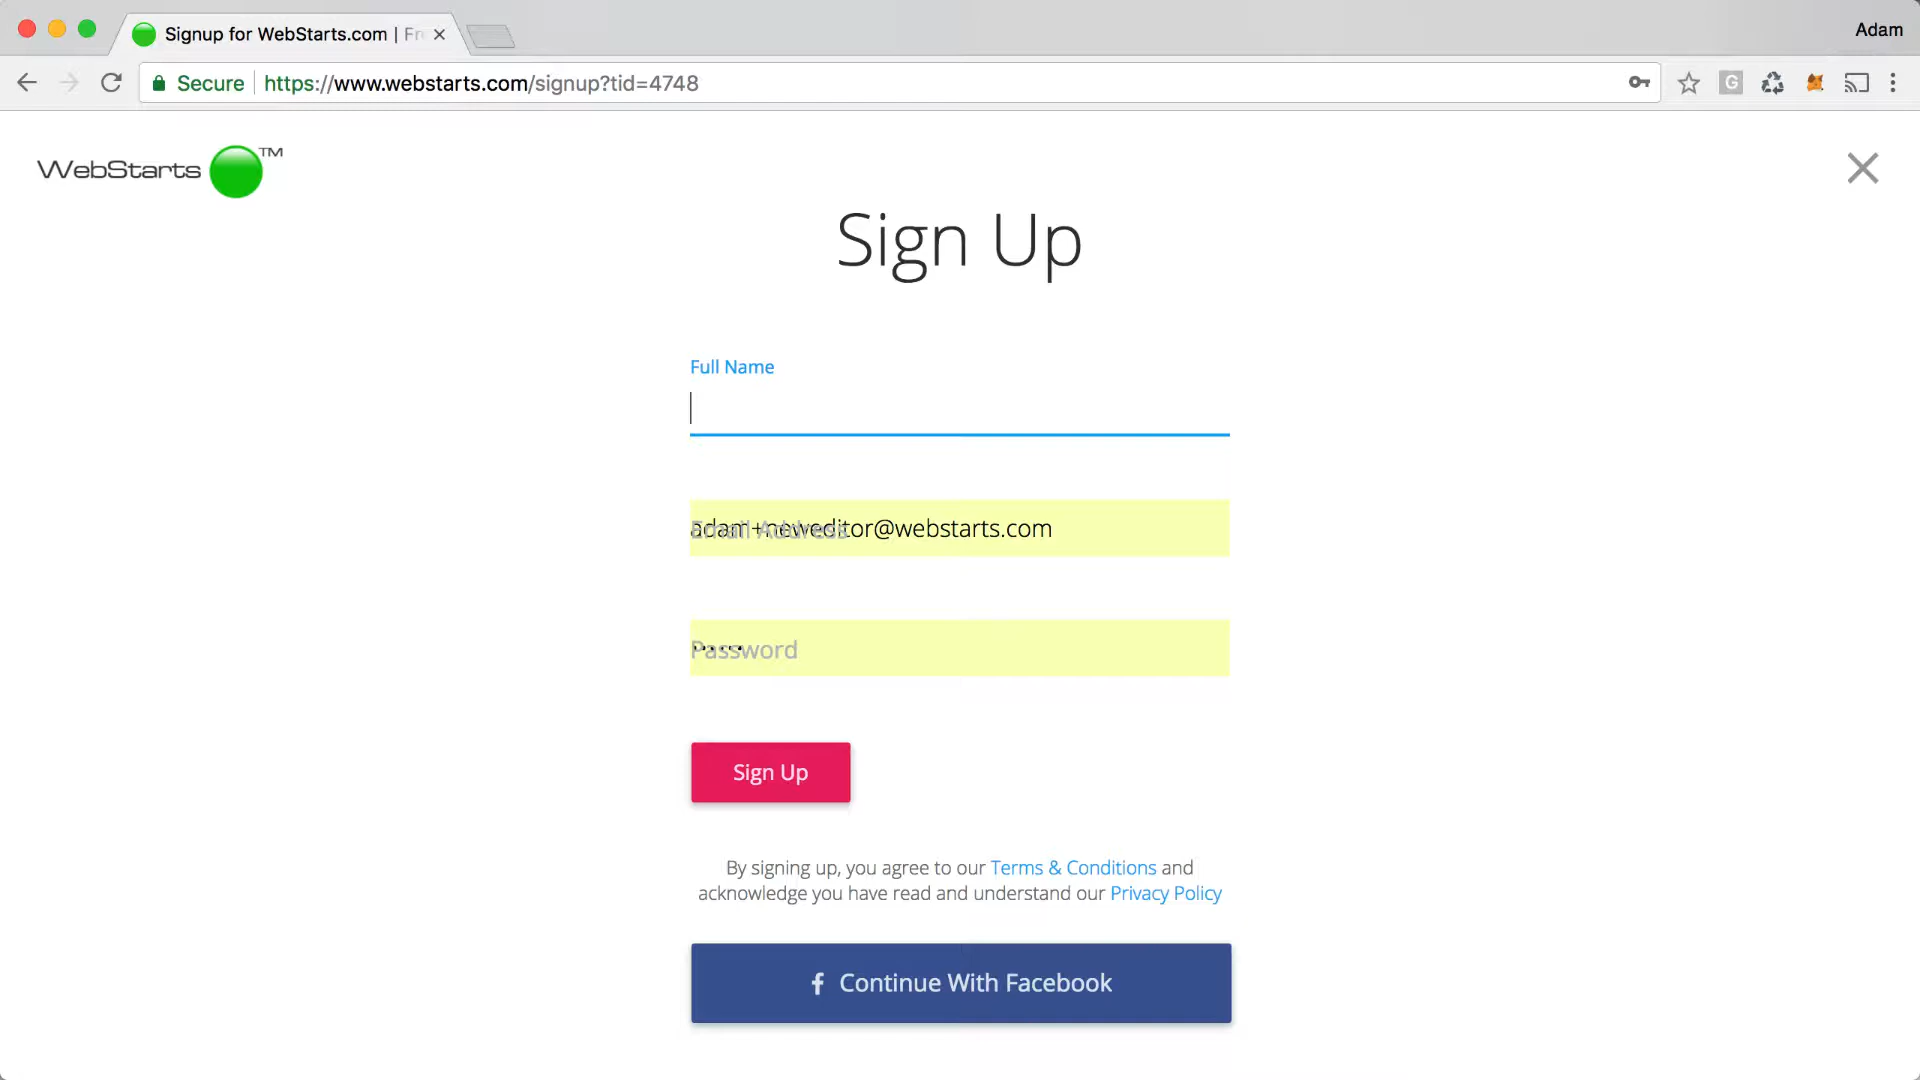 Signup for WebStarts.com | Fr
Adam
Secure https://www.webstarts.com/signup?tid=4748
G
WebStarts TM
Sign Up
Full Name
Email Address
adam+neweditor@webstarts.com
Password
Sign Up
By signing up, you agree to our Terms & Conditions and
acknowledge you have read and understand our Privacy Policy
f Continue With Facebook